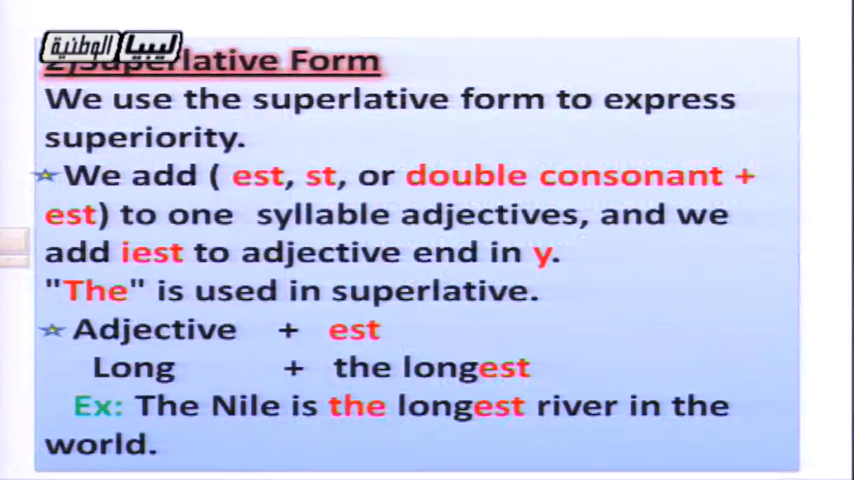 ليبيا الوطنية
2)Superlative Form
We use the superlative form to express
superiority.
We add ( est, st, or double consonant +
est) to one syllable adjectives, and we
add iest to adjective end in y.
"The" is used in superlative.
Adjective + est
Long + the longest
Ex: The Nile is the longest river in the
world.